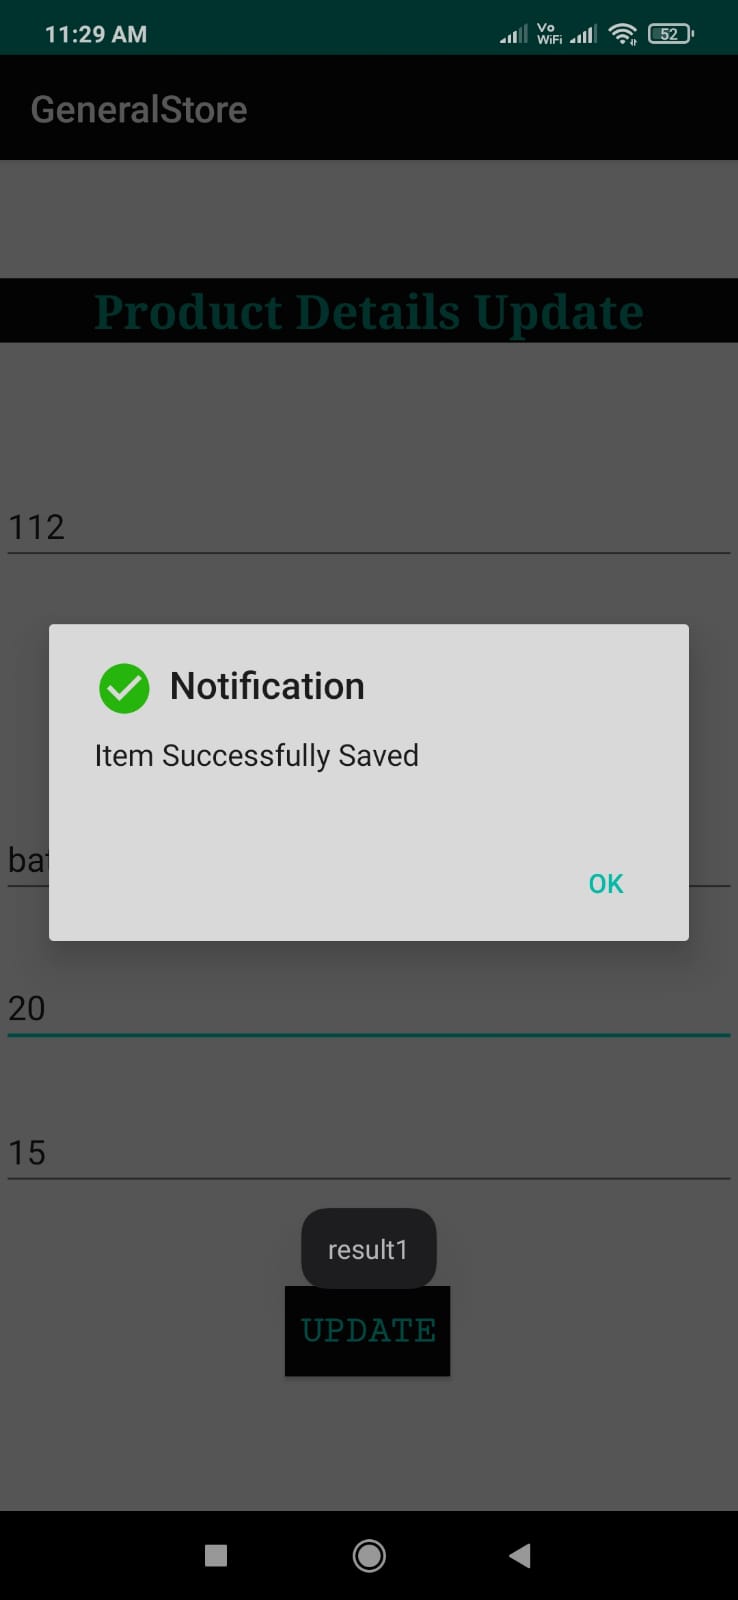 11:29 AM
Vo
WiFi
52
GeneralStore
Product Details Update
112
Notification
Item Successfully Saved
OK
20
15
result1
UPDATE